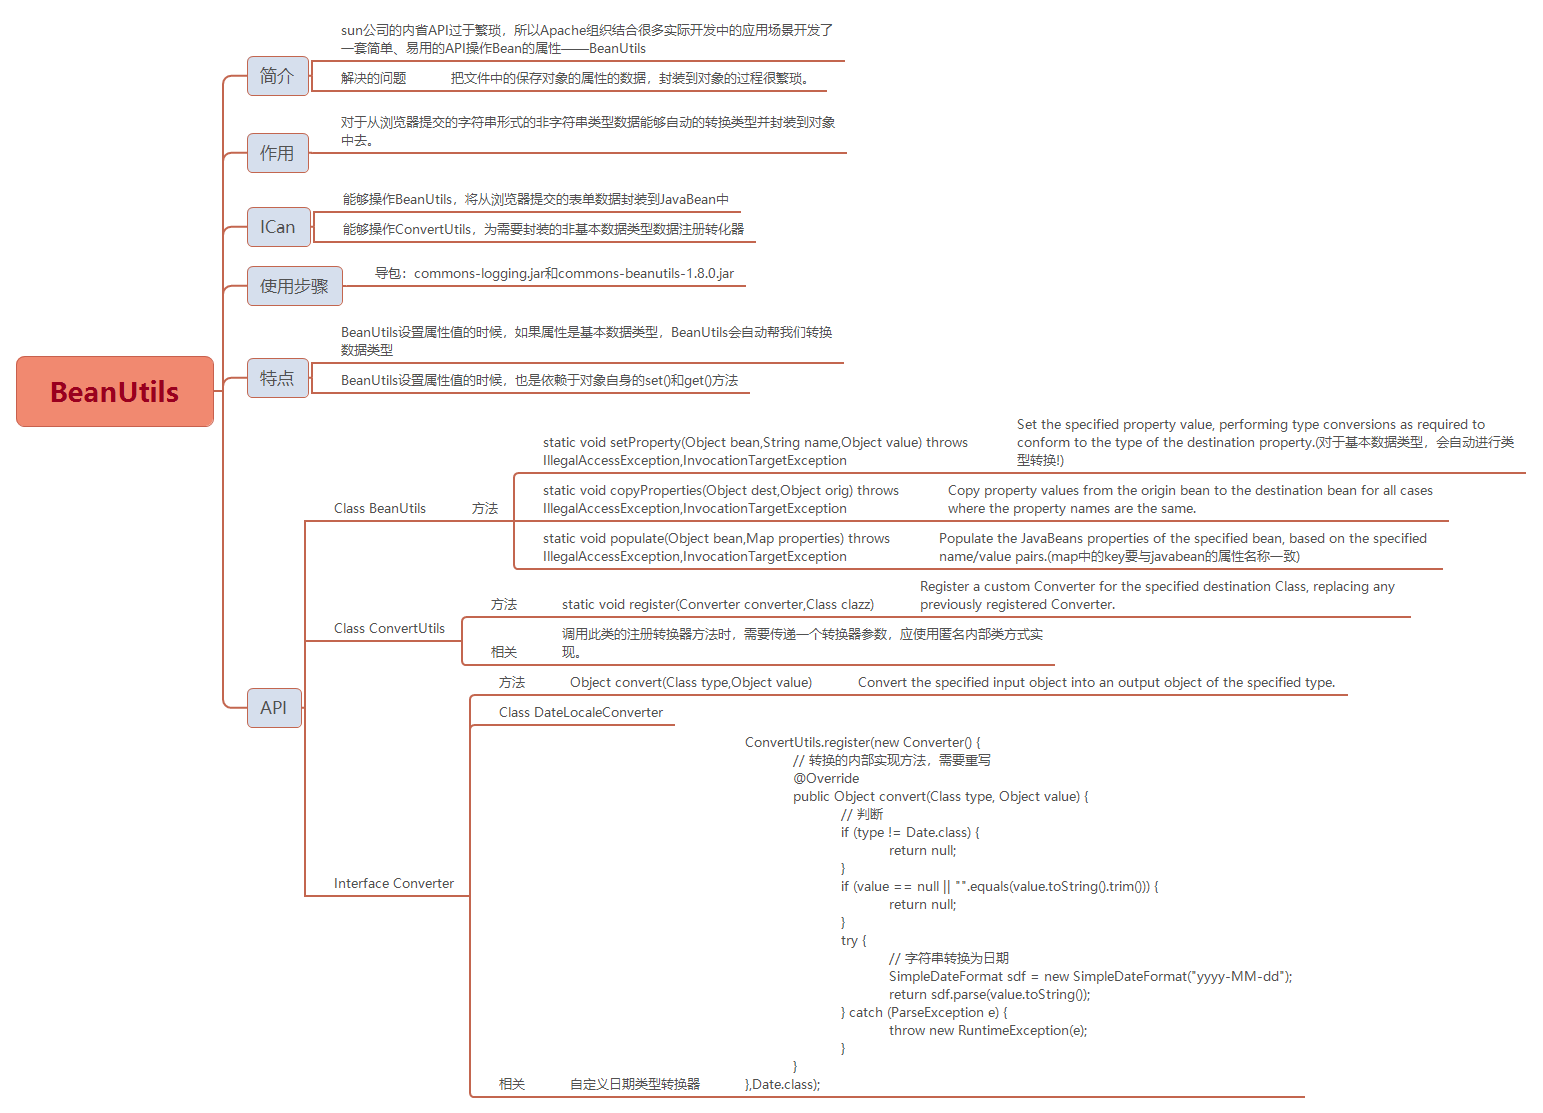 BeanUtils
简介
sun公司的内省API过于繁琐，所以Apache组织结合很多实际开发中的应用场景开发了
一套简单、易用的API操作Bean的属性——BeanUtils
解决的问题
把文件中的保存对象的属性的数据，封装到对象的过程很繁琐。
作用
对于从浏览器提交的字符串形式的非字符串类型数据能够自动的转换类型并封装到对象
中去。
ICan
能够操作BeanUtils，将从浏览器提交的表单数据封装到JavaBean中
能够操作ConvertUtils，为需要封装的非基本数据类型数据注册转化器
使用步骤
导包：commons-logging.jar和commons-beanutils-1.8.0.jar
特点
BeanUtils设置属性值的时候，如果属性是基本数据类型，BeanUtils会自动帮我们转换
数据类型
BeanUtils设置属性值的时候，也是依赖于对象自身的set()和get()方法
API
Class BeanUtils
方法
static void setProperty(Object bean,String name,Object value) throws
IllegalAccessException,InvocationTargetException
Set the specified property value, performing type conversions as required to
conform to the type of the destination property.(对于基本数据类型，会自动进行类
型转换!)
static void copyProperties(Object dest,Object orig) throws
IllegalAccessException,InvocationTargetException
Copy property values from the origin bean to the destination bean for all cases
where the property names are the same.
static void populate(Object bean,Map properties) throws
IllegalAccessException,InvocationTargetException
Populate the JavaBeans properties of the specified bean, based on the specified
name/value pairs.(map中的key要与javabean的属性名称一致)
Class ConvertUtils
方法
static void register(Converter converter,Class clazz)
Register a custom Converter for the specified destination Class, replacing any
previously registered Converter.
相关
调用此类的注册转换器方法时，需要传递一个转换器参数，应使用匿名内部类方式实
现。
Interface Converter
方法
Object convert(Class type,Object value)
Convert the specified input object into an output object of the specified type.
Class DateLocaleConverter
相关
自定义日期类型转换器
ConvertUtils.register(new Converter() {
// 转换的内部实现方法，需要重写
@Override
public Object convert(Class type, Object value) {
// 判断
if (type != Date.class) {
return null;
}
if (value == null || "".equals(value.toString().trim())) {
return null;
}
try {
// 字符串转换为日期
SimpleDateFormat sdf = new SimpleDateFormat("yyyy-MM-dd");
return sdf.parse(value.toString());
} catch (ParseException e) {
throw new RuntimeException(e);
}
}
},Date.class);